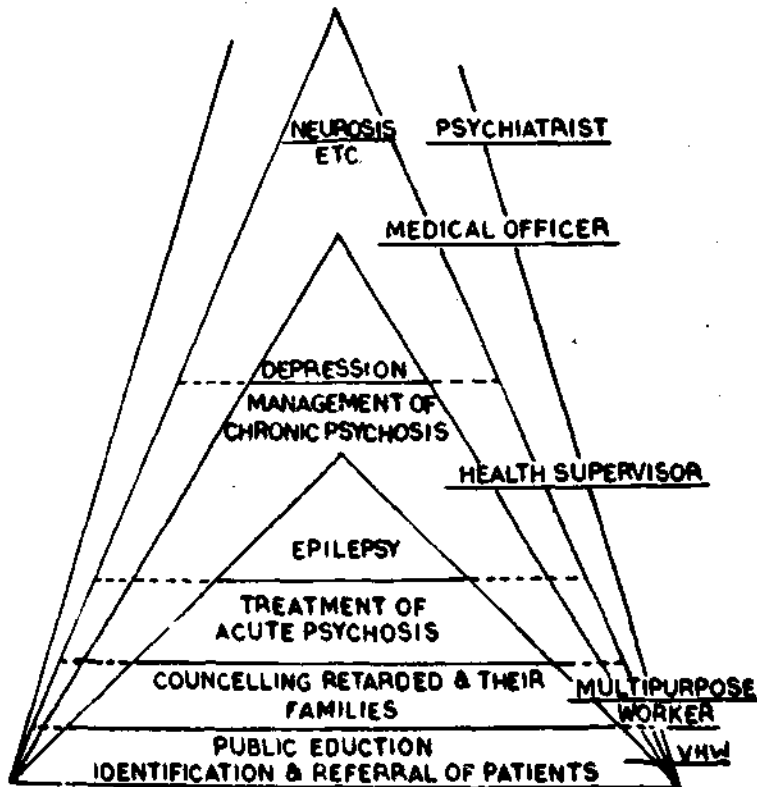 NEUROSIS
ETC.
PSYCHIATRIST
MEDICAL OFFICER
DEPRESSION
MANAGEMENT OF
CHRONIC PSYCHOSIS
HEALTH SUPERVISOR
EPILEPSY
TREATMENT OF
ACUTE PSYCHOSIS
COUNCELLING RETARDED & THEIR
FAMILIES
MULTIPURPOSE
WORKER
PUBLIC EDUCTION
IDENTIFICATION & REFERRAL OF PATIENTS
VHW